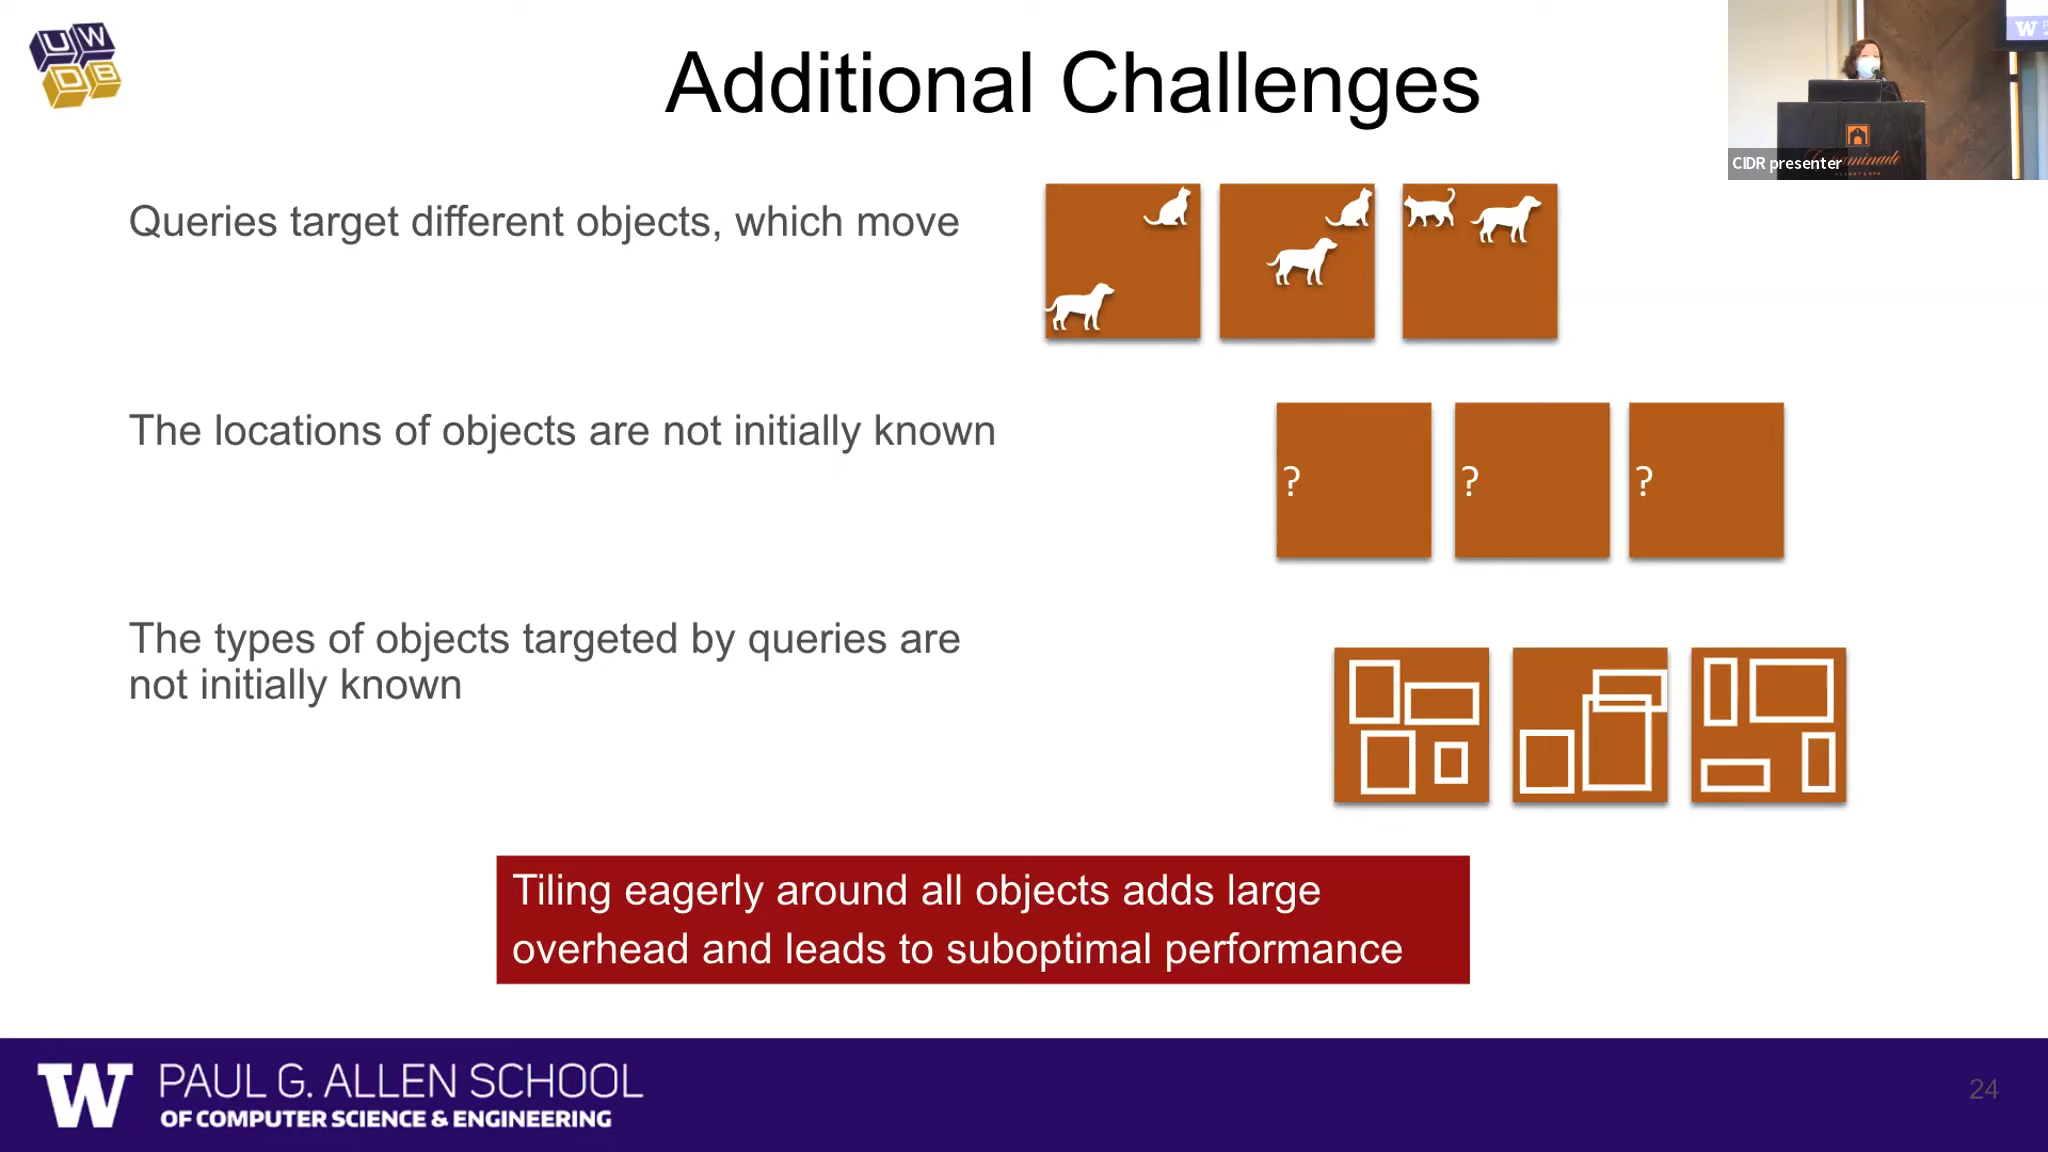 UW
DB
Additional Challenges
W
CIDR presenter
Queries target different objects, which move
The locations of objects are not initially known
? ? ?
The types of objects targeted by queries are
not initially known
Tiling eagerly around all objects adds large
overhead and leads to suboptimal performance
W PAUL G. ALLEN SCHOOL
OF COMPUTER SCIENCE & ENGINEERING
24